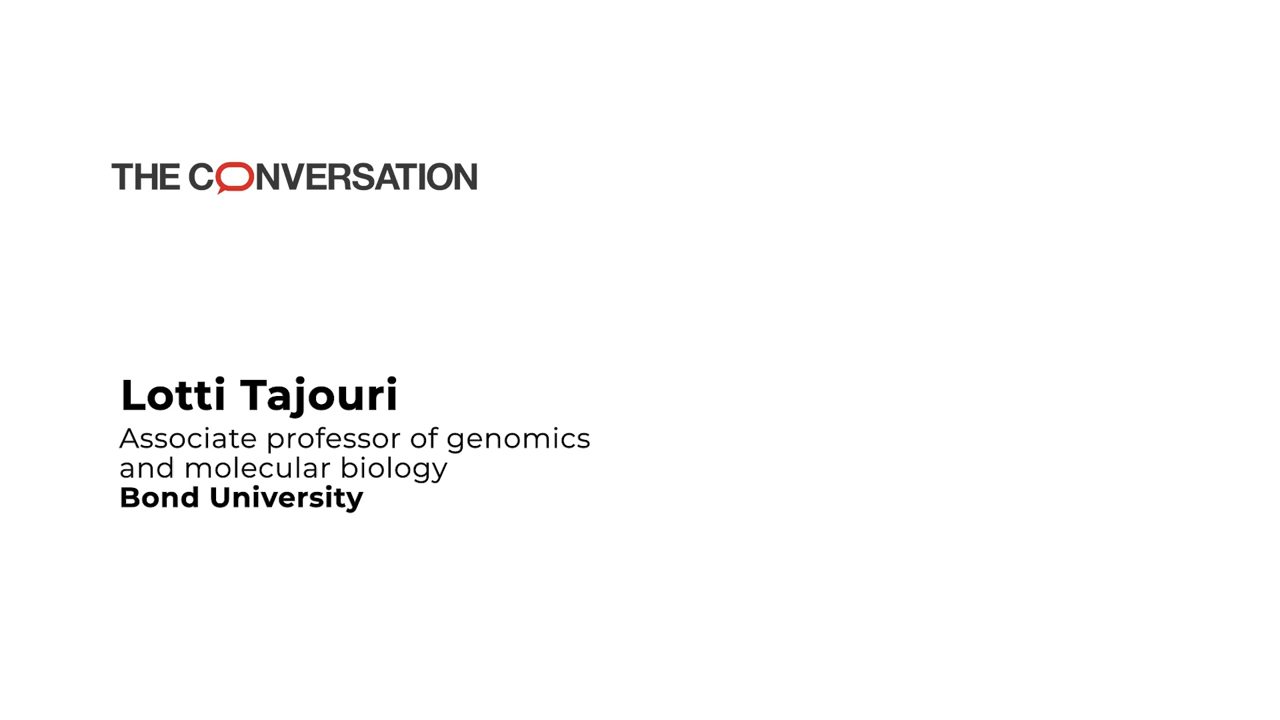 THE CONVERSATION
Lotti Tajouri
Associate professor of genomics
and molecular biology
Bond University